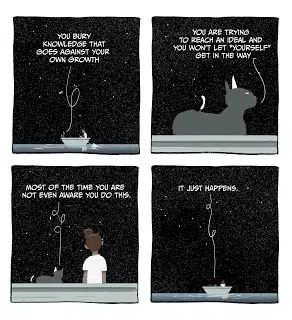 YOU BURY
KNOWLEDGE THAT
GOES AGAINST YOUR
OWN GROWTH
YOU ARE TRYING
TO REACH AN IDEAL AND
YOU WON'T LET "YOURSELF"
GET IN THE WAY
MOST OF THE TIME YOU ARE
NOT EVEN AWARE YOU DO THIS.
IT JUST HAPPENS.